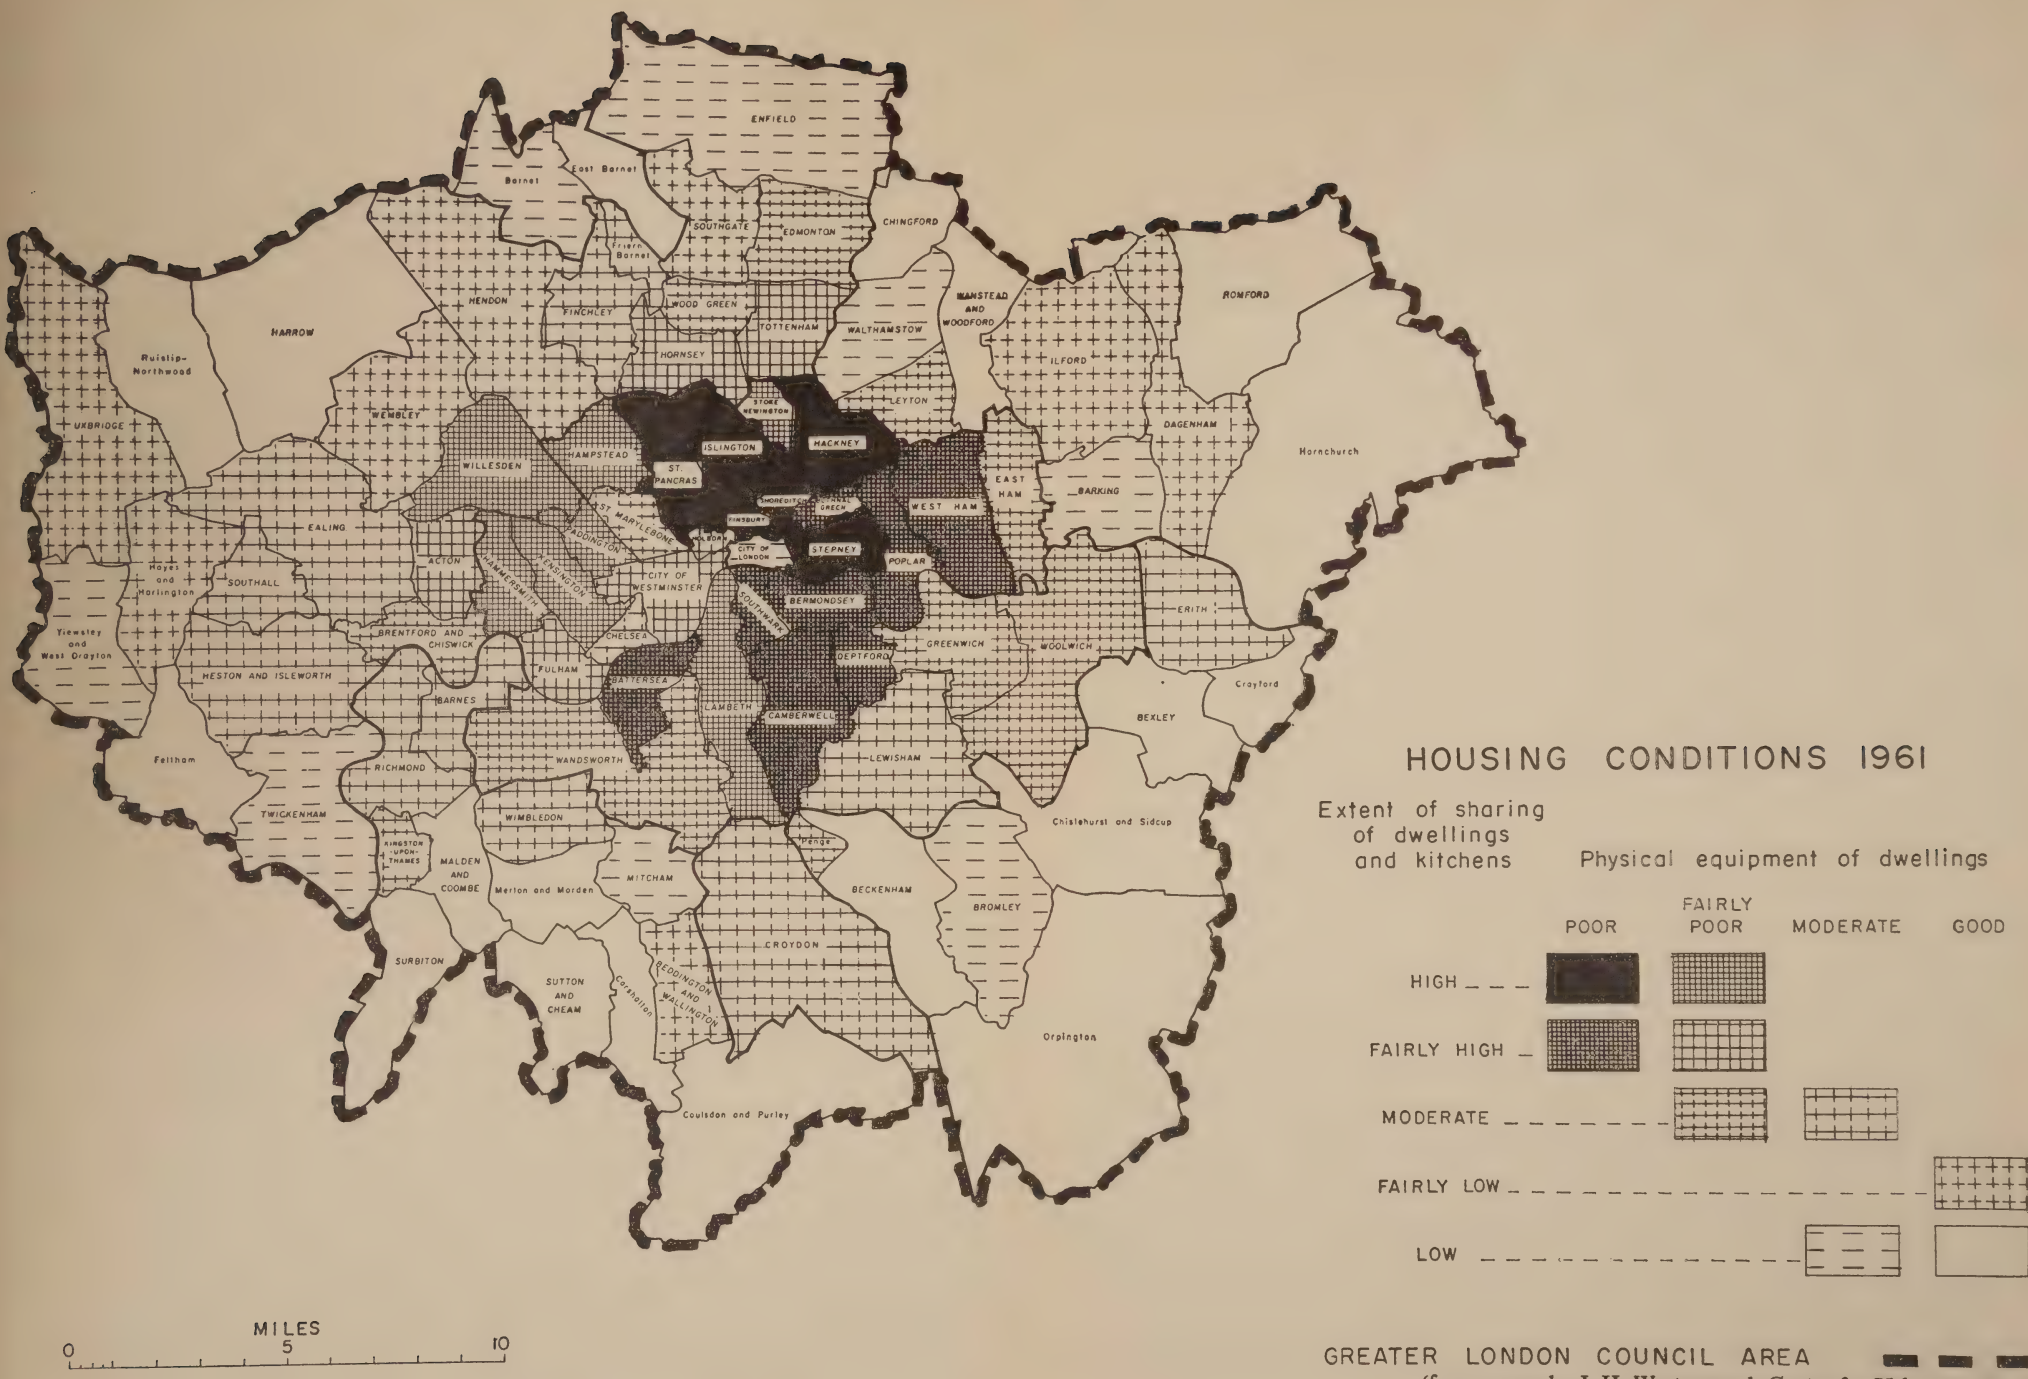 ENFIELD
East Barnet
Barnet
CHINGFORD
SOUTHGATE
EDMONTON
Friern
Barnet
HENDON
WOOD GREEN
FINCHLEY
TOTTENHAM
WALTHAMSTOW
WANSTEAD
AND
WOODFORD
ROMFORD
HARROW
Ruislip-
Northwood
HORNSEY
ILFORD
LEYTON
STOKE
NEWINGTON
WEMBLEY
UXBRIDGE
DAGENHAM
Hornchurch
ISLINGTON
HACKNEY
HAMPSTEAD
WILLESDEN
ST.
PANCRAS
EAST
HAM
BARKING
SHOREDITCH
BETHNAL
GREEN
WEST HAM
ST MARYLEBONE
FINSBURY
EALING
PADDINGTON
HOLBORN
CITY OF
LONDON
STEPNEY
POPLAR
ACTON
HAMMERSMITH
KENSINGTON
CITY OF
WESTMINSTER
Hayes
and
Harlington
SOUTHALL
SOUTHWARK
BERMONDSEY
ERITH
Yiewsley
and
West Drayton
BRENTFORD AND
CHISWICK
CHELSEA
GREENWICH
WOOLWICH
DEPTFORD
HESTON AND ISLEWORTH
FULHAM
BATTERSEA
Crayford
BARNES
LAMBETH
CAMBERWELL
BEXLEY
Feltham
RICHMOND
WANDSWORTH
LEWISHAM
TWICKENHAM
WIMBLEDON
Chislehurst and Sidcup
KINGSTON
-UPON-
THAMES
MALDEN
AND
COOMBE
Merton and Morden
MITCHAM
Penge
BECKENHAM
BROMLEY
CROYDON
SURBITON
SUTTON
AND
CHEAM
Carshalton
BEDDINGTON
AND
WALLINGTON
Orpington
Coulsdon and Purley
HOUSING CONDITIONS 1961
Extent of sharing
of dwellings
and kitchens
Physical equipment of dwellings
POOR FAIRLY POOR MODERATE GOOD
HIGH
FAIRLY HIGH
MODERATE
FAIRLY LOW
LOW
MILES
0 5 10
GREATER LONDON COUNCIL AREA